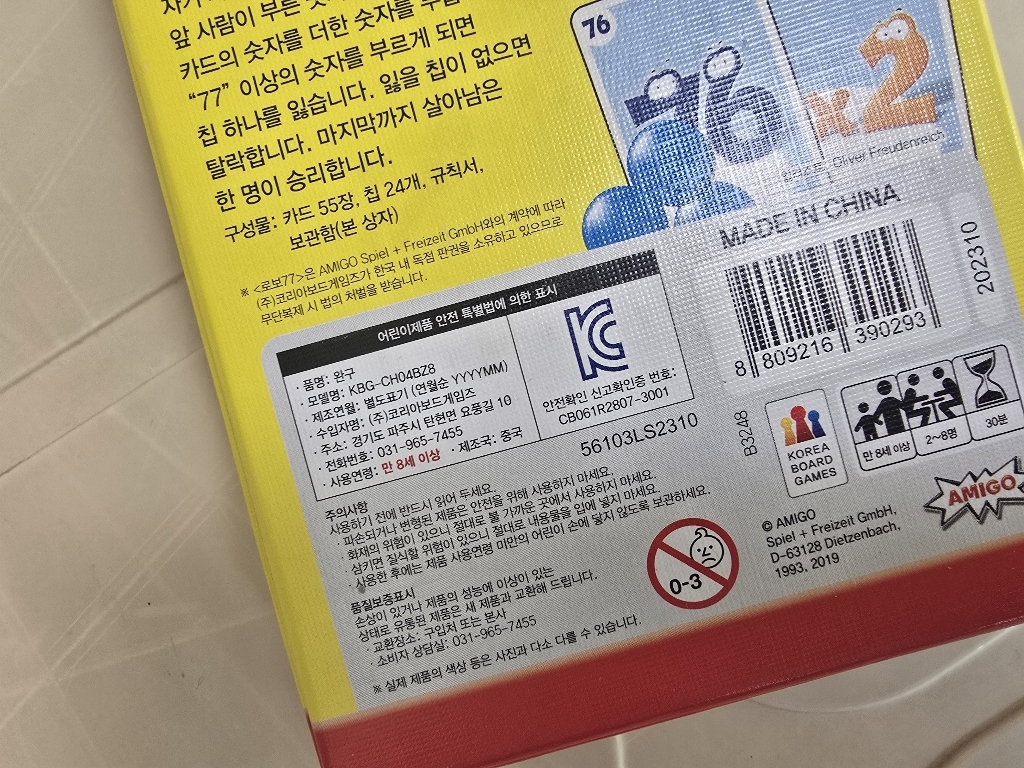 앞 사람이 부른
카드의 숫자를 더한 숫자를
“77” 이상의 숫자를 부르게 되면
칩 하나를 잃습니다. 잃을 칩이 없으면
탈락합니다. 마지막까지 살아남은
한 명이 승리합니다.
구성물: 카드 55장, 칩 24개, 규칙서,
보관함(본 상자)
※ <로보77>은 AMIGO Spiel + Freizeit GmbH와의 계약에 따라
(주)코리아보드게임즈가 한국 내 독점 판권을 소유하고 있으므로
무단복제 시 법의 처벌을 받습니다.
76
76
x2
Oliver Freudenreich
MADE IN CHINA
202310
8 809216 390293
어린이제품 안전 특별법에 의한 표시
· 품명: 완구
· 모델명: KBG-CH04BZ8
· 제조연월: 별도표기 (연월순 YYYYMM)
· 수입자명: (주)코리아보드게임즈
· 주소: 경기도 파주시 탄현면 요풍길 10
· 전화번호: 031-965-7455
· 사용연령: 만 8세 이상 · 제조국: 중국
KC
안전확인 신고확인증 번호:
CB061R2807-3001
56103LS2310
B3248
KOREA
BOARD
GAMES
만 8세 이상
2~8명
30분
주의사항
사용하기 전에 반드시 읽어 두세요.
· 파손되거나 변형된 제품은 안전을 위해 사용하지 마세요.
· 화재의 위험이 있으니 절대로 불 가까운 곳에서 사용하지 마세요.
· 삼키면 질식할 위험이 있으니 절대로 내용물을 입에 넣지 마세요.
· 사용한 후에는 제품 사용연령 미만의 어린이 손에 닿지 않도록 보관하세요.
0-3
품질보증표시
손상이 있거나 제품의 성능에 이상이 있는
상태로 유통된 제품은 새 제품과 교환해 드립니다.
· 교환장소: 구입처 또는 본사
· 소비자 상담실: 031-965-7455
※ 실제 제품의 색상 등은 사진과 다소 다를 수 있습니다.
AMIGO
© AMIGO
Spiel + Freizeit GmbH,
D-63128 Dietzenbach,
1993, 2019